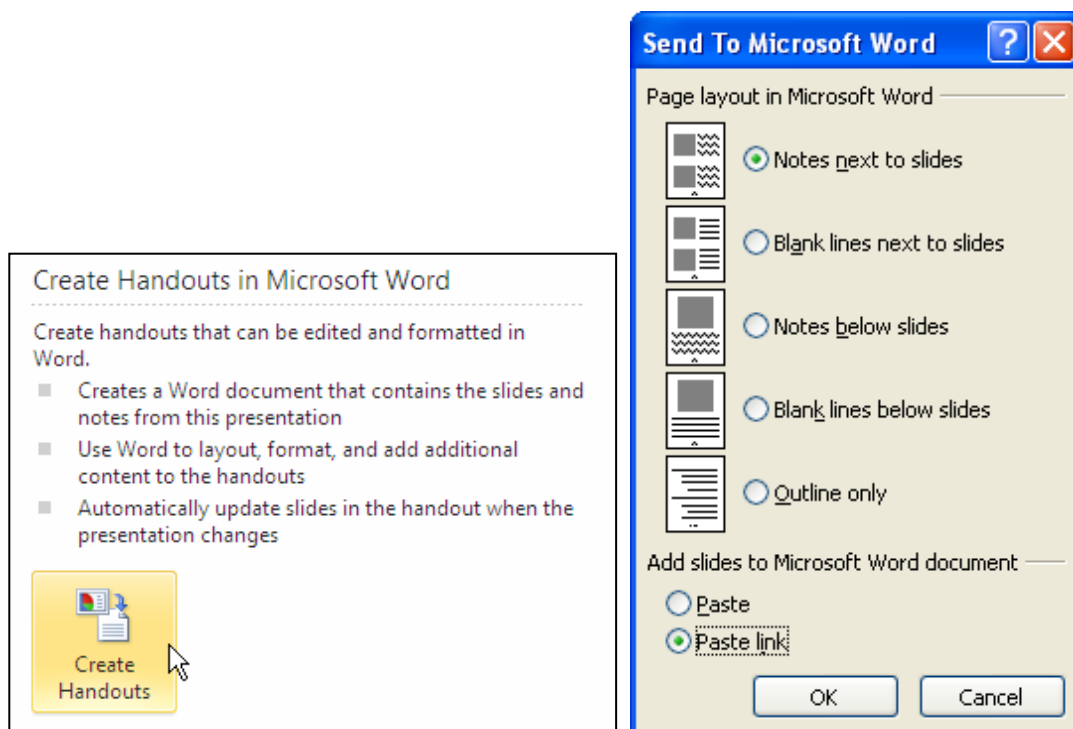 Create Handouts in Microsoft Word
Create handouts that can be edited and formatted in
Word.
Creates a Word document that contains the slides and
notes from this presentation
Use Word to layout, format, and add additional
content to the handouts
Automatically update slides in the handout when the
presentation changes
Create
Handouts
Send To Microsoft Word
Page layout in Microsoft Word
Notes next to slides
Blank lines next to slides
Notes below slides
Blank lines below slides
Outline only
Add slides to Microsoft Word document
Paste
Paste link
OK
Cancel